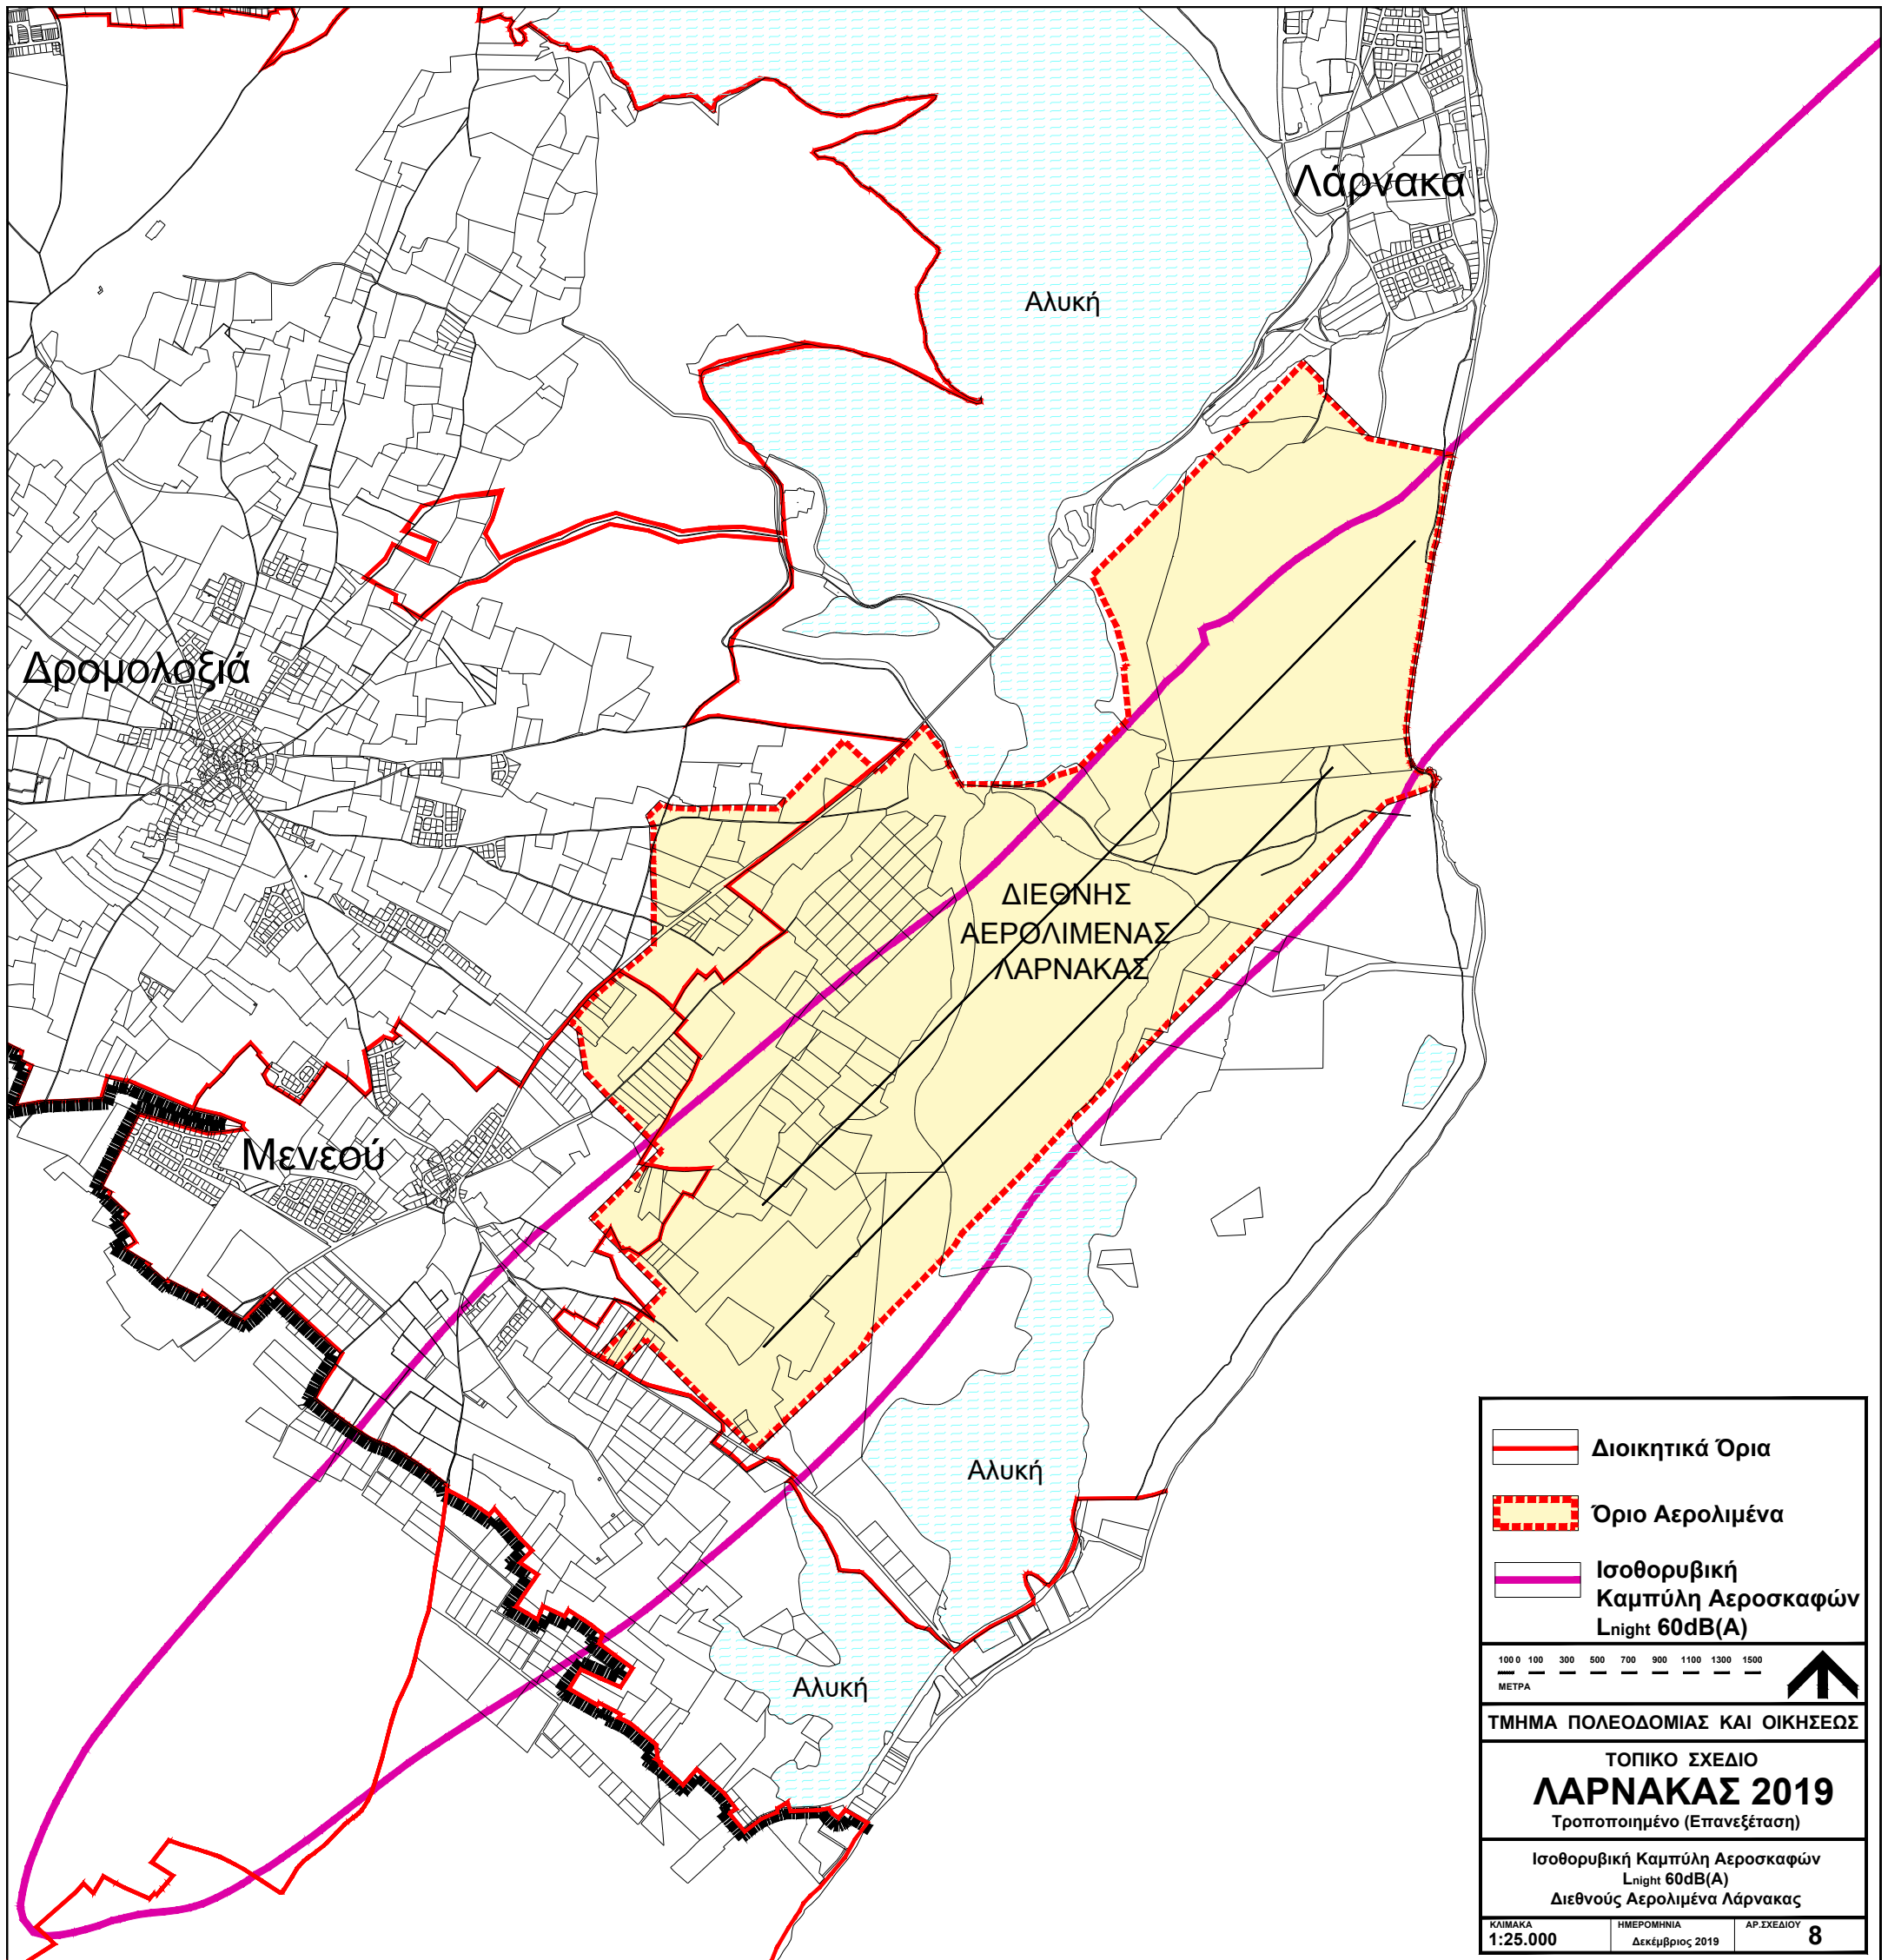 Λάρνακα
Αλυκή
Δρομολοξιά
ΔΙΕΘΝΗΣ
ΑΕΡΟΛΙΜΕΝΑΣ
ΛΑΡΝΑΚΑΣ
Μενεού
Αλυκή
Αλυκή
Διοικητικά Όρια
Όριο Αερολιμένα
Ισοθορυβική
Καμπύλη Αεροσκαφών
Lnight 60dB(A)
100 0 100 300 500 700 900 1100 1300 1500
ΜΕΤΡΑ
ΤΜΗΜΑ ΠΟΛΕΟΔΟΜΙΑΣ ΚΑΙ ΟΙΚΗΣΕΩΣ
ΤΟΠΙΚΟ ΣΧΕΔΙΟ
ΛΑΡΝΑΚΑΣ 2019
Τροποποιημένο (Επανεξέταση)
Ισοθορυβική Καμπύλη Αεροσκαφών
Lnight 60dB(A)
Διεθνούς Αερολιμένα Λάρνακας
ΚΛΙΜΑΚΑ ΗΜΕΡΟΜΗΝΙΑ ΑΡ.ΣΧΕΔΙΟΥ 8
1:25.000 Δεκέμβριος 2019